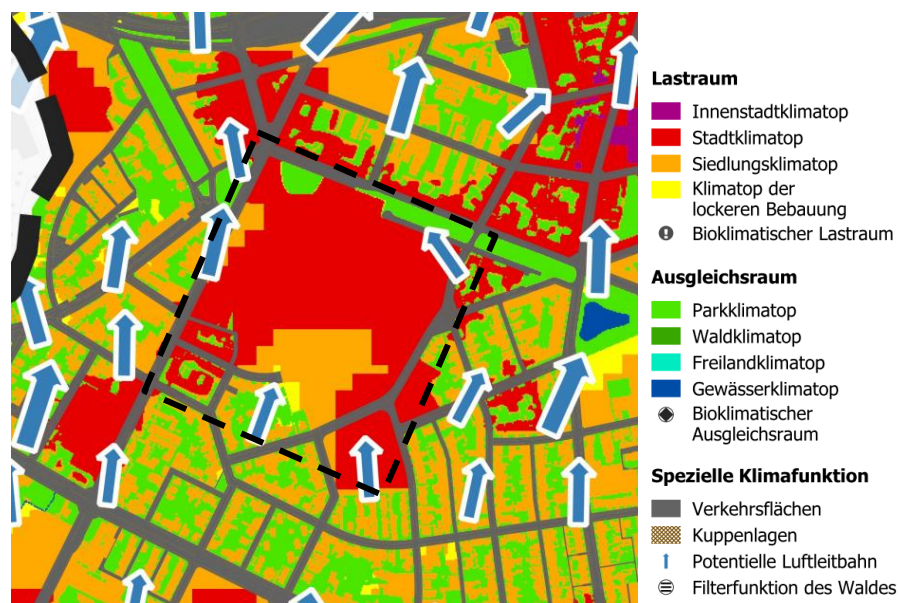 Lastraum
Innenstadtklimatop
Stadtklimatop
Siedlungsklimatop
Klimatop der
lockeren Bebauung
Bioklimatischer Lastraum
Ausgleichsraum
Parkklimatop
Waldklimatop
Freilandklimatop
Gewässerklimatop
Bioklimatischer
Ausgleichsraum
Spezielle Klimafunktion
Verkehrsflächen
Kuppenlagen
Potentielle Luftleitbahn
Filterfunktion des Waldes